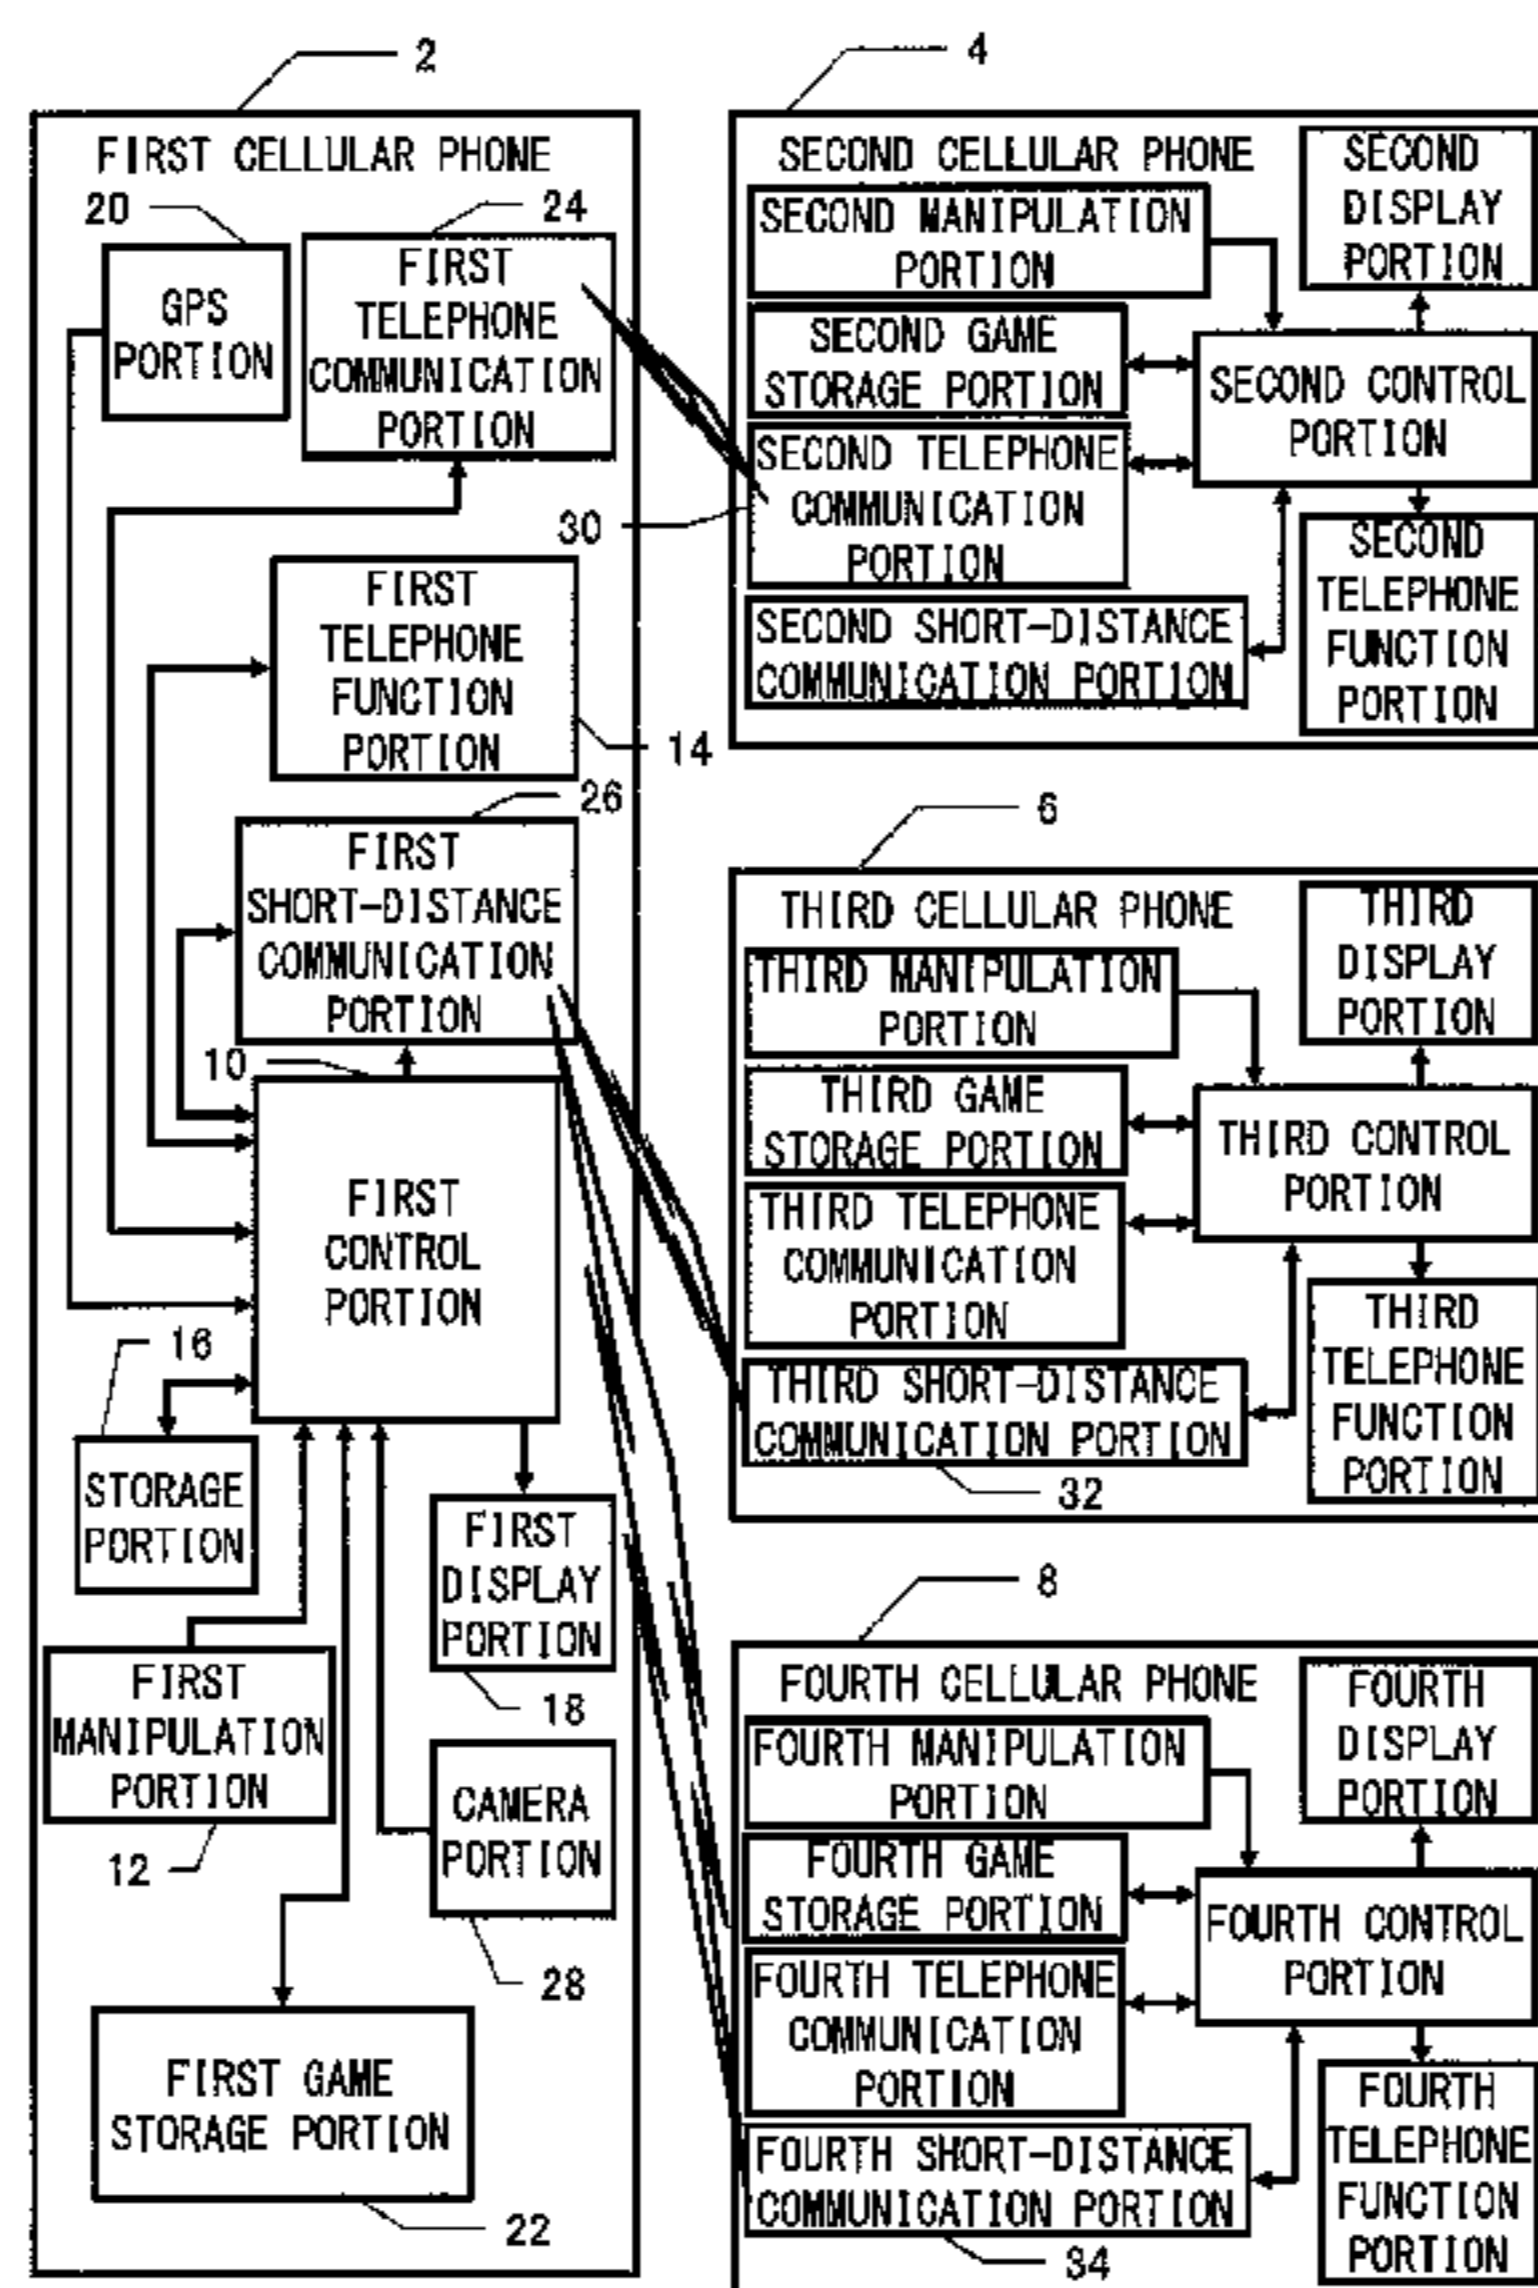 2
FIRST CELLULAR PHONE
20
24
GPS
PORTION
FIRST
TELEPHONE
COMMUNICATION
PORTION
FIRST
TELEPHONE
FUNCTION
PORTION
14
26
FIRST
SHORT-DISTANCE
COMMUNICATION
PORTION
10
FIRST
CONTROL
PORTION
16
STORAGE
PORTION
FIRST
DISPLAY
PORTION
18
FIRST
MANIPULATION
PORTION
12
CAMERA
PORTION
28
FIRST GAME
STORAGE PORTION
22
4
SECOND CELLULAR PHONE
SECOND
DISPLAY
PORTION
SECOND MANIPULATION
PORTION
SECOND GAME
STORAGE PORTION
SECOND CONTROL
PORTION
SECOND TELEPHONE
COMMUNICATION
PORTION
30
SECOND
TELEPHONE
FUNCTION
PORTION
SECOND SHORT-DISTANCE
COMMUNICATION PORTION
6
THIRD CELLULAR PHONE
THIRD
DISPLAY
PORTION
THIRD MANIPULATION
PORTION
THIRD GAME
STORAGE PORTION
THIRD CONTROL
PORTION
THIRD TELEPHONE
COMMUNICATION
PORTION
THIRD
TELEPHONE
FUNCTION
PORTION
THIRD SHORT-DISTANCE
COMMUNICATION PORTION
32
8
FOURTH CELLULAR PHONE
FOURTH
DISPLAY
PORTION
FOURTH MANIPULATION
PORTION
FOURTH GAME
STORAGE PORTION
FOURTH CONTROL
PORTION
FOURTH TELEPHONE
COMMUNICATION
PORTION
FOURTH
TELEPHONE
FUNCTION
PORTION
FOURTH SHORT-DISTANCE
COMMUNICATION PORTION
34